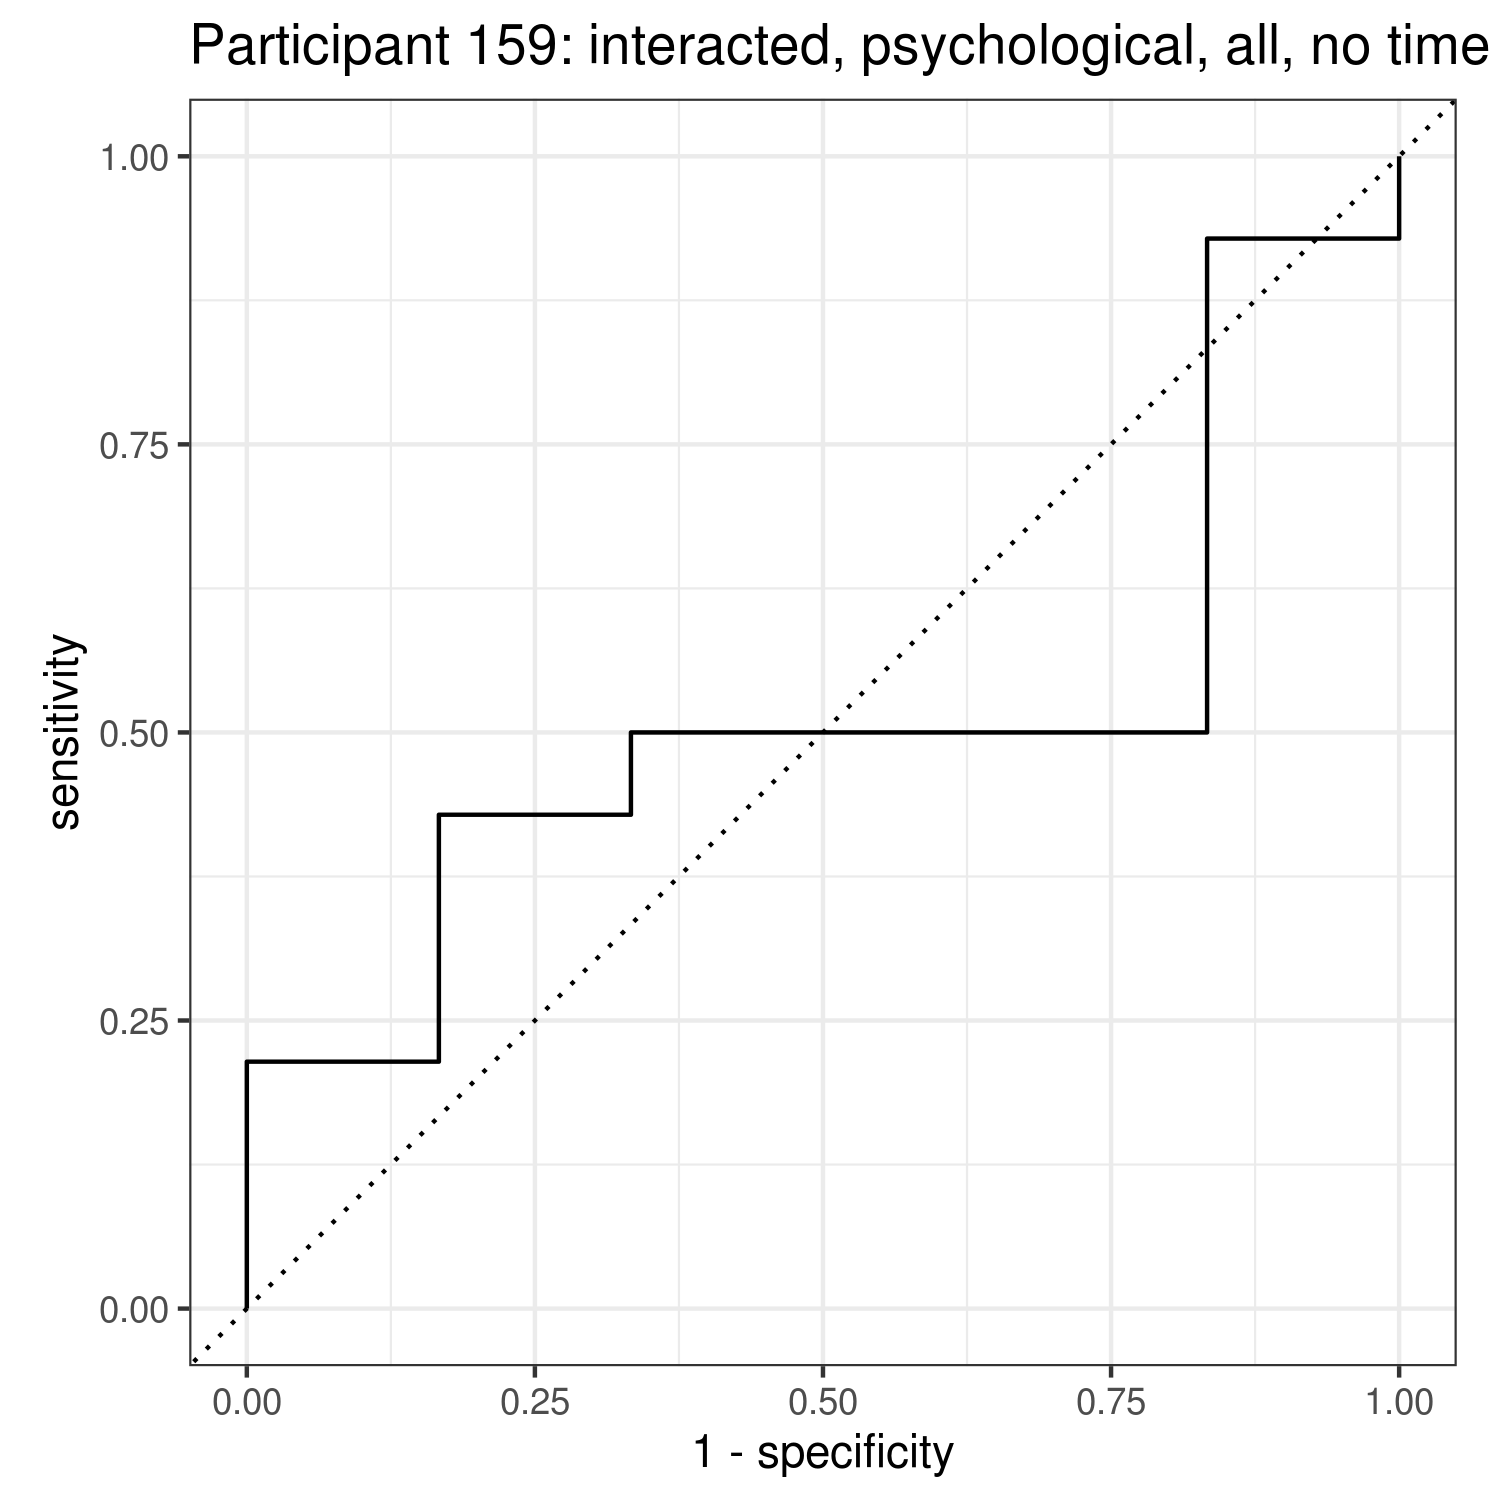 Participant 159: interacted, psychological, all, no time
1.00
0.75
0.50
0.25
0.00
sensitivity
0.00 0.25 0.50 0.75 1.00
1 - specificity